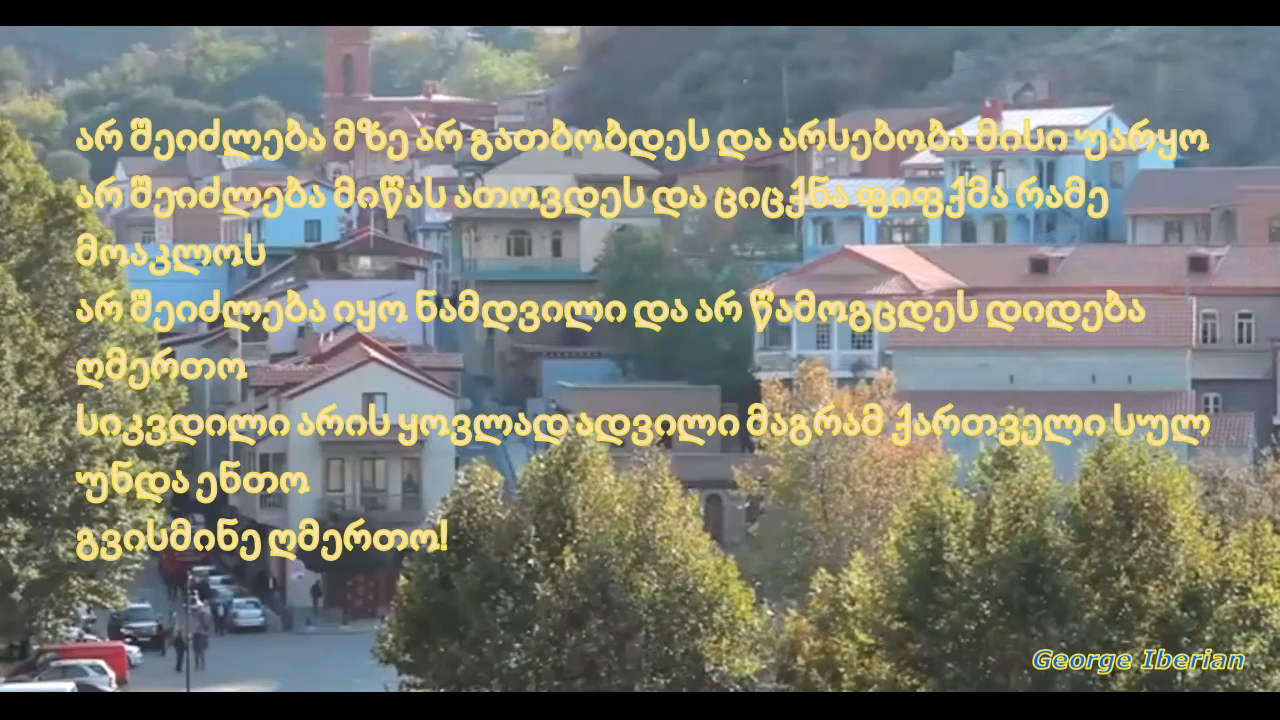 არ შეიძლება მზე არ გათბობდეს და არსებობა მისი უარყო
არ შეიძლება მიწას ათოვდეს და ციცქნა ფიფქმა რამე
მოაკლოს
არ შეიძლება იყო ნამდვილი და არ წამოგცდეს დიდება
ღმერთო
სიკვდილი არის ყოვლად ადვილი მაგრამ ქართველი სულ
უნდა ენთო
გვისმინე ღმერთო!
George Iberian